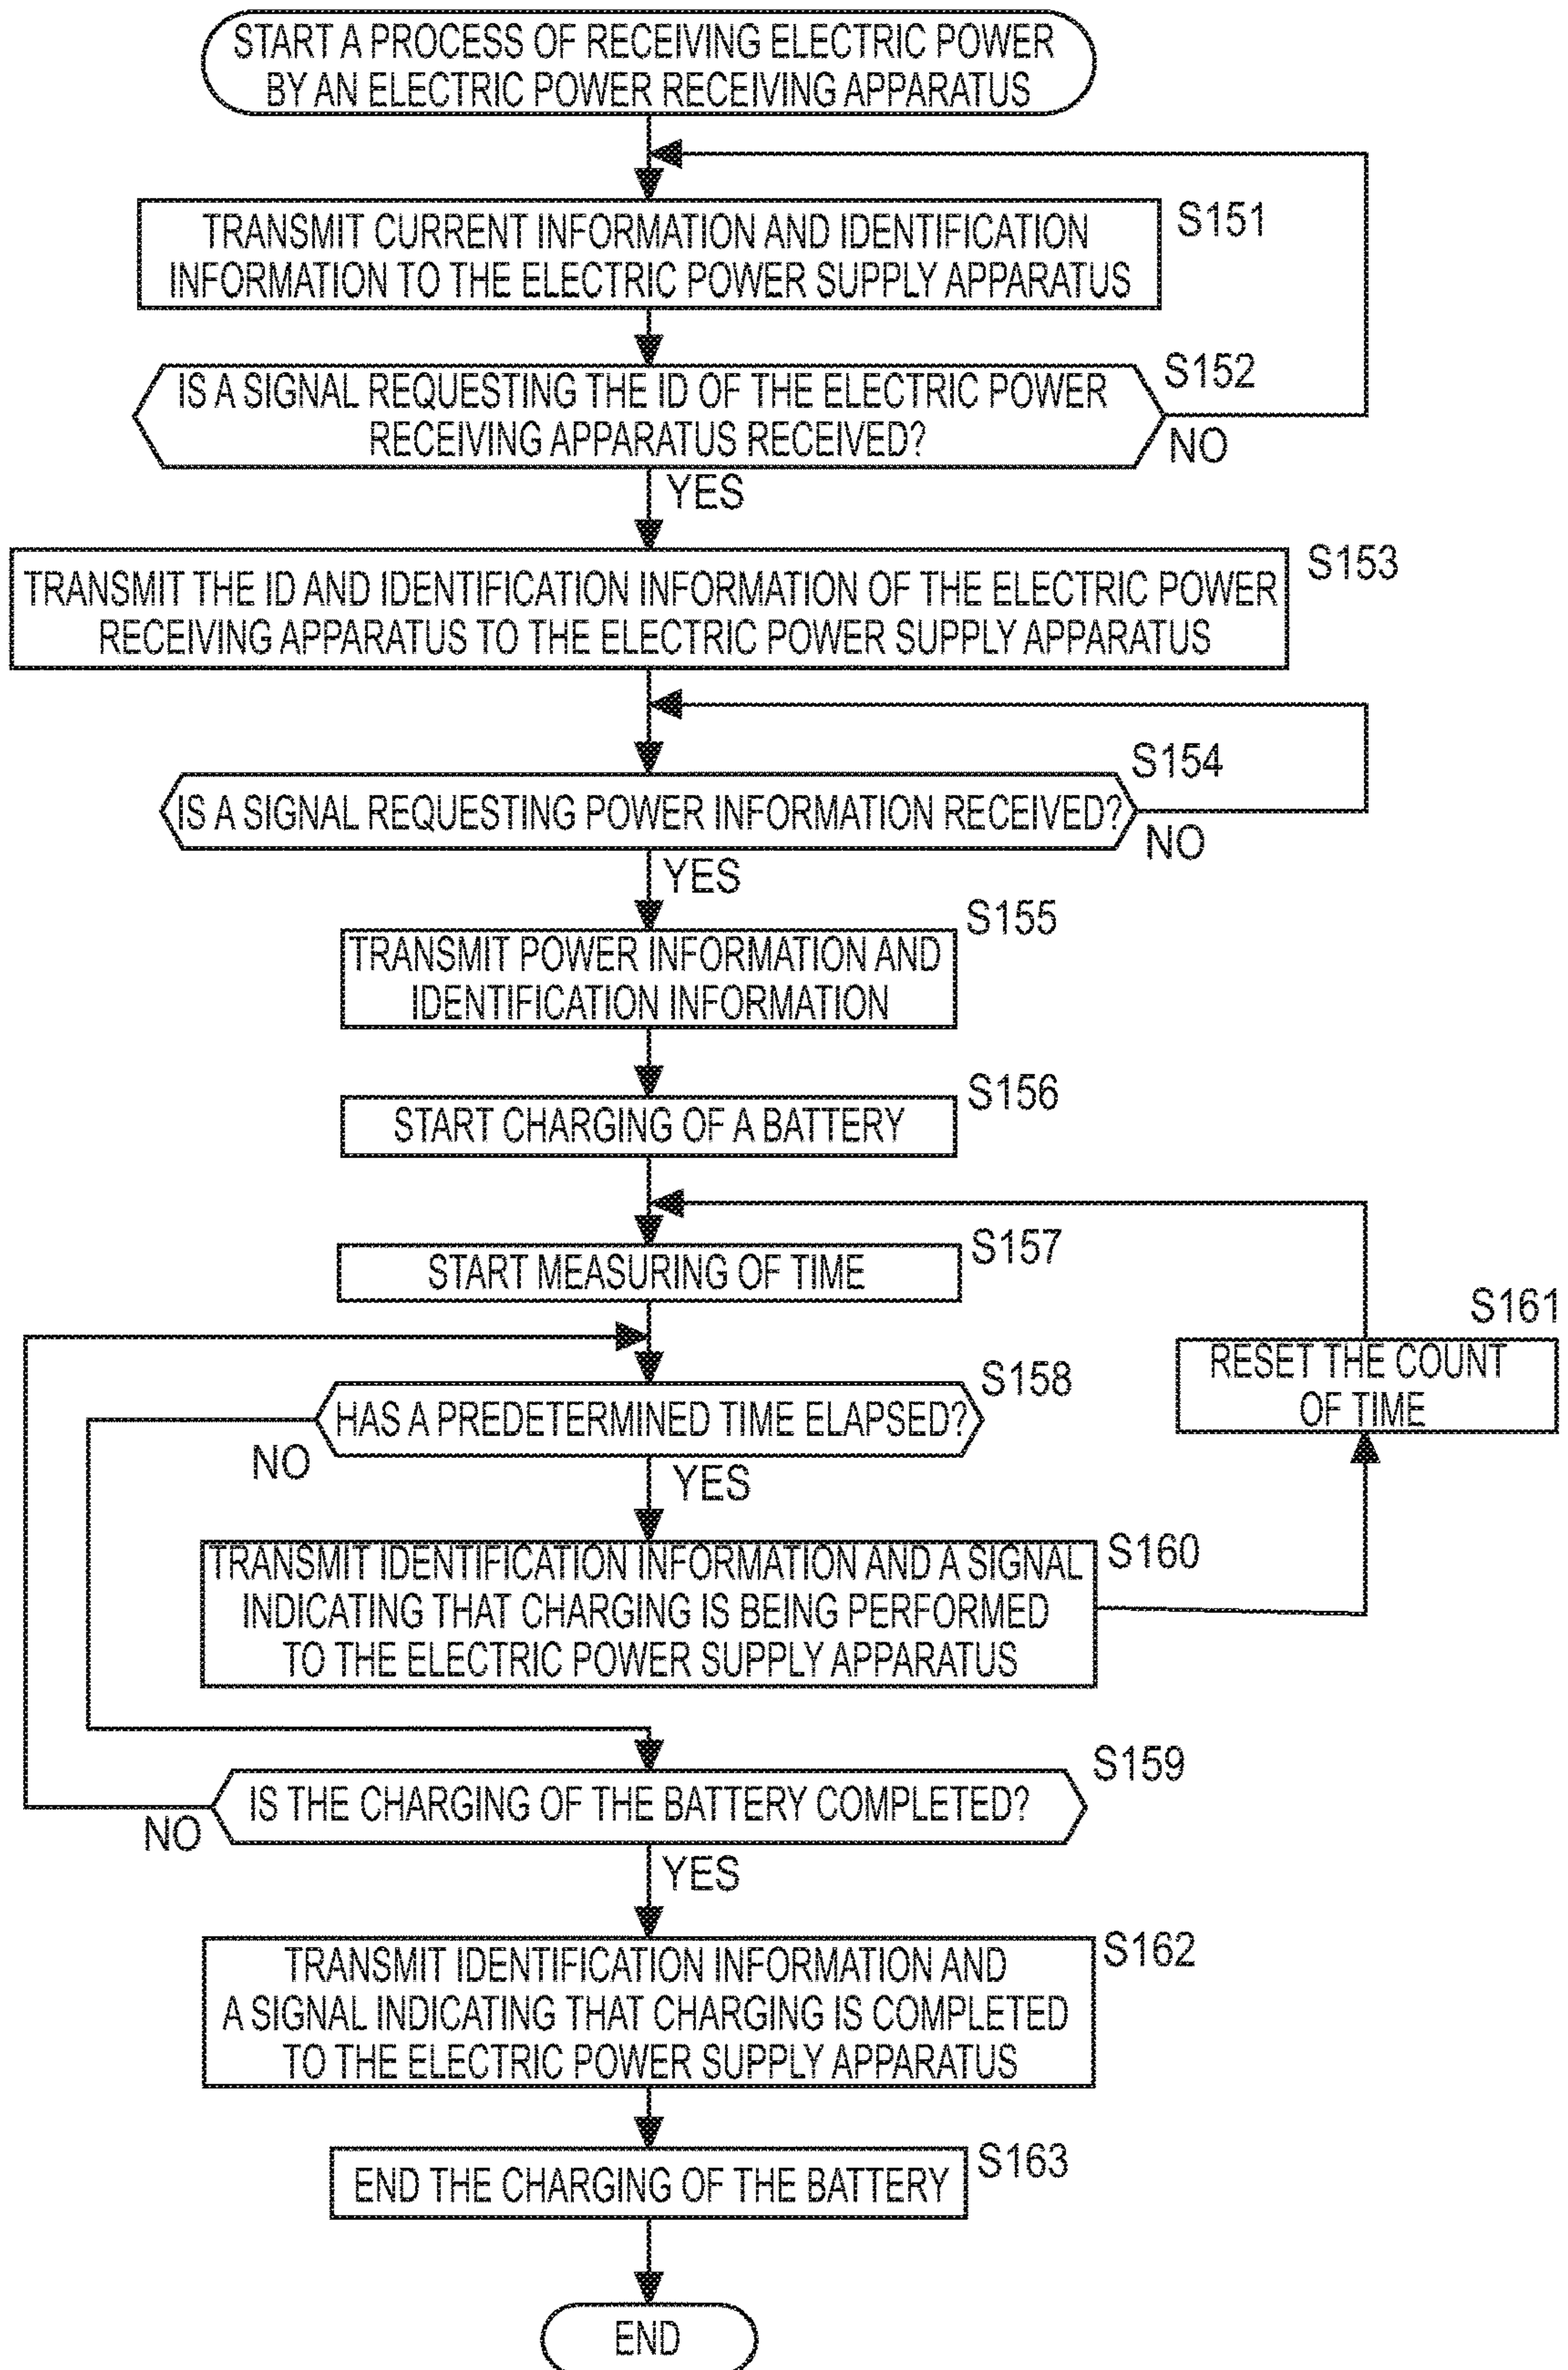 START A PROCESS OF RECEIVING ELECTRIC POWER
BY AN ELECTRIC POWER RECEIVING APPARATUS
S151
TRANSMIT CURRENT INFORMATION AND IDENTIFICATION
INFORMATION TO THE ELECTRIC POWER SUPPLY APPARATUS
S152
IS A SIGNAL REQUESTING THE ID OF THE ELECTRIC POWER
RECEIVING APPARATUS RECEIVED?
NO
YES
S153
TRANSMIT THE ID AND IDENTIFICATION INFORMATION OF THE ELECTRIC POWER
RECEIVING APPARATUS TO THE ELECTRIC POWER SUPPLY APPARATUS
S154
IS A SIGNAL REQUESTING POWER INFORMATION RECEIVED?
NO
YES
S155
TRANSMIT POWER INFORMATION AND
IDENTIFICATION INFORMATION
S156
START CHARGING OF A BATTERY
S157
START MEASURING OF TIME
S161
RESET THE COUNT
OF TIME
S158
HAS A PREDETERMINED TIME ELAPSED?
NO
YES
S160
TRANSMIT IDENTIFICATION INFORMATION AND A SIGNAL
INDICATING THAT CHARGING IS BEING PERFORMED
TO THE ELECTRIC POWER SUPPLY APPARATUS
S159
IS THE CHARGING OF THE BATTERY COMPLETED?
NO
YES
S162
TRANSMIT IDENTIFICATION INFORMATION AND
A SIGNAL INDICATING THAT CHARGING IS COMPLETED
TO THE ELECTRIC POWER SUPPLY APPARATUS
S163
END THE CHARGING OF THE BATTERY
END